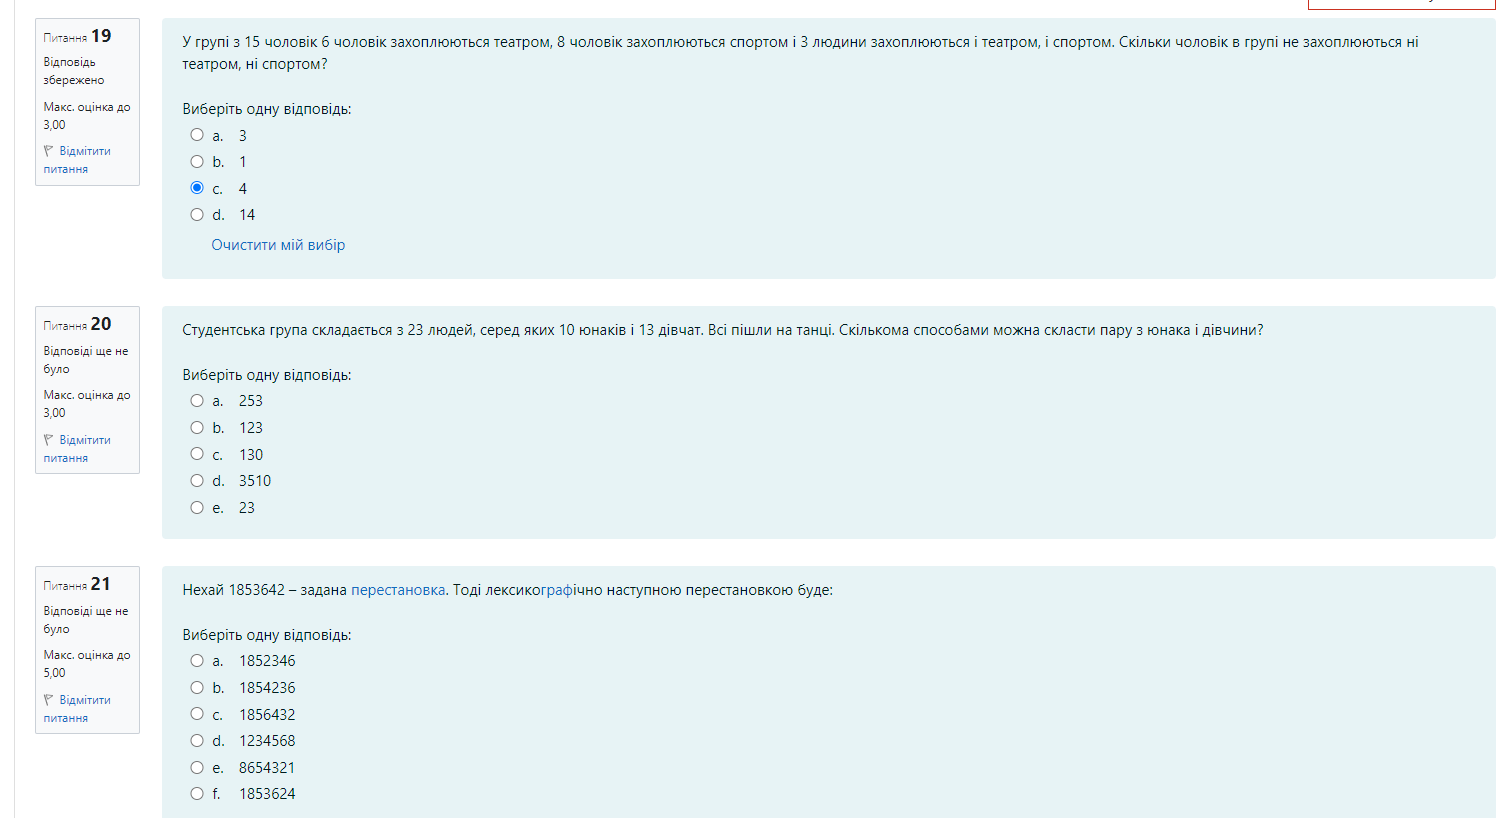 Питання 19
Відповідь
збережено
Макс. оцінка до
3,00
Відмітити
питання
У групі з 15 чоловік 6 чоловік захоплюються театром, 8 чоловік захоплюються спортом і 3 людини захоплюються і театром, і спортом. Скільки чоловік в групі не захоплюються ні
театром, ні спортом?
Виберіть одну відповідь:
a. 3
b. 1
c. 4
d. 14
Очистити мій вибір
Питання 20
Відповіді ще не
було
Макс. оцінка до
3,00
Відмітити
питання
Студентська група складається з 23 людей, серед яких 10 юнаків і 13 дівчат. Всі пішли на танці. Скількома способами можна скласти пару з юнака і дівчини?
Виберіть одну відповідь:
a. 253
b. 123
c. 130
d. 3510
e. 23
Питання 21
Відповіді ще не
було
Макс. оцінка до
5,00
Відмітити
питання
Нехай 1853642 – задана перестановка. Тоді лексикографічно наступною перестановкою буде:
Виберіть одну відповідь:
a. 1852346
b. 1854236
c. 1856432
d. 1234568
e. 8654321
f. 1853624